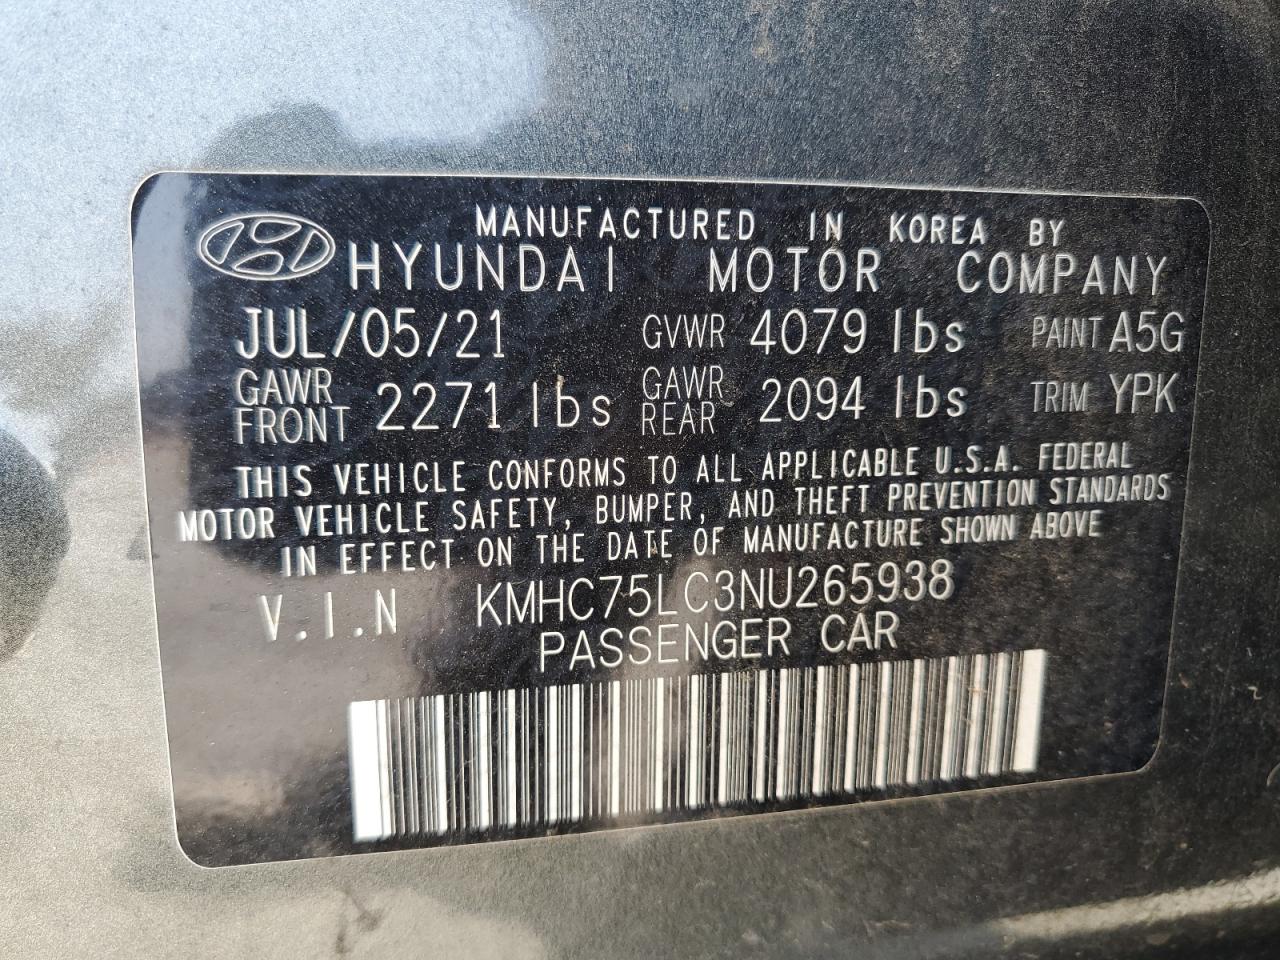 MANUFACTURED IN KOREA BY
HYUNDAI MOTOR COMPANY
JUL/05/21 GVWR 4079 lbs PAINT A5G
GAWR FRONT 2271 lbs GAWR REAR 2094 lbs TRIM YPK
THIS VEHICLE CONFORMS TO ALL APPLICABLE U.S.A. FEDERAL
MOTOR VEHICLE SAFETY, BUMPER, AND THEFT PREVENTION STANDARDS
IN EFFECT ON THE DATE OF MANUFACTURE SHOWN ABOVE
V.I.N KMHC75LC3NU265938
PASSENGER CAR